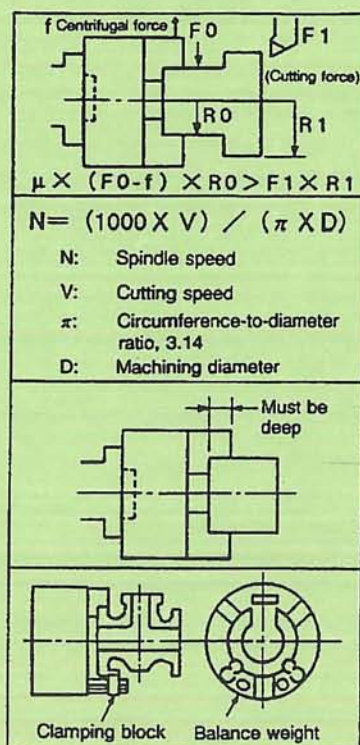 f Centrifugal force
F0
F1
(Cutting force)
R0
R1
μ X (F0-f) X R0 > F1 X R1
N= (1000 X V) / (π X D)
N: Spindle speed
V: Cutting speed
π: Circumference-to-diameter
ratio, 3.14
D: Machining diameter
Must be
deep
Clamping block
Balance weight